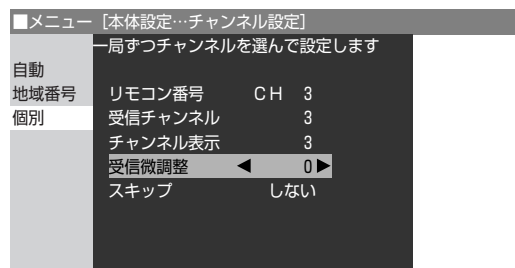 ■メニュー [本体設定…チャンネル設定]
一局ずつチャンネルを選んで設定します
自動
地域番号 リモコン番号 CH 3
個別 受信チャンネル 3
チャンネル表示 3
受信微調整 ◀ 0▶
スキップ しない